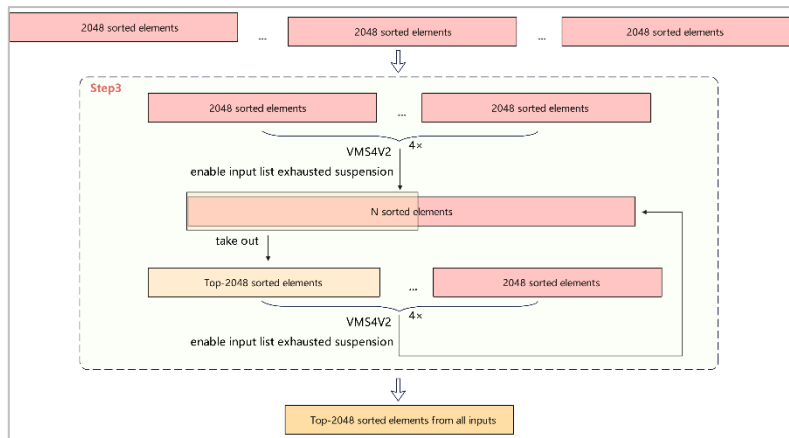 2048 sorted elements
...
2048 sorted elements
...
2048 sorted elements
Step3
2048 sorted elements
...
2048 sorted elements
4×
VMS4V2
enable input list exhausted suspension
N sorted elements
take out
Top-2048 sorted elements
...
2048 sorted elements
4×
VMS4V2
enable input list exhausted suspension
Top-2048 sorted elements from all inputs